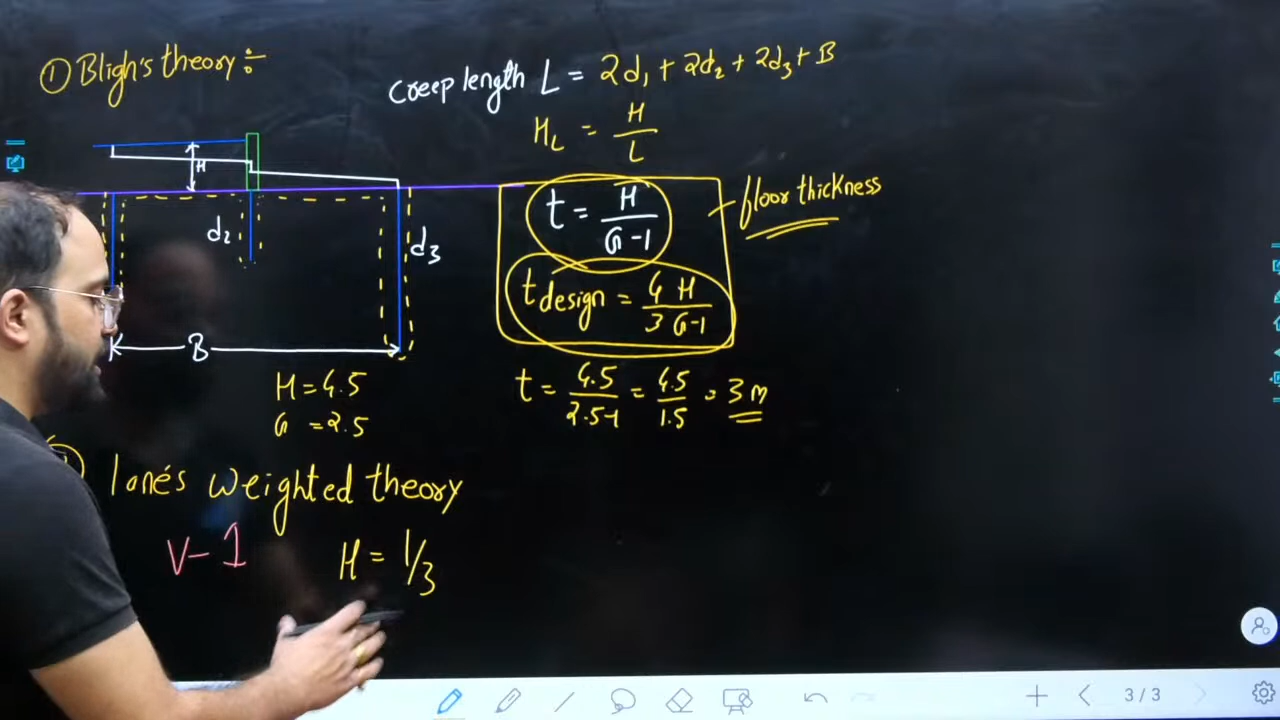 ① Bligh's theory ÷
creep length L = 2d₁ + 2d₂ + 2d₃ + B
H_L = H/L
H
t = H/(G-1)
floor thickness
t design = 4/3 H/(G-1)
d₂
d₃
B
H = 4.5
G = 2.5
t = 4.5/(2.5-1) = 4.5/1.5 = 3 m
lane's weighted theory
V - 1
H = 1/3
3 / 3